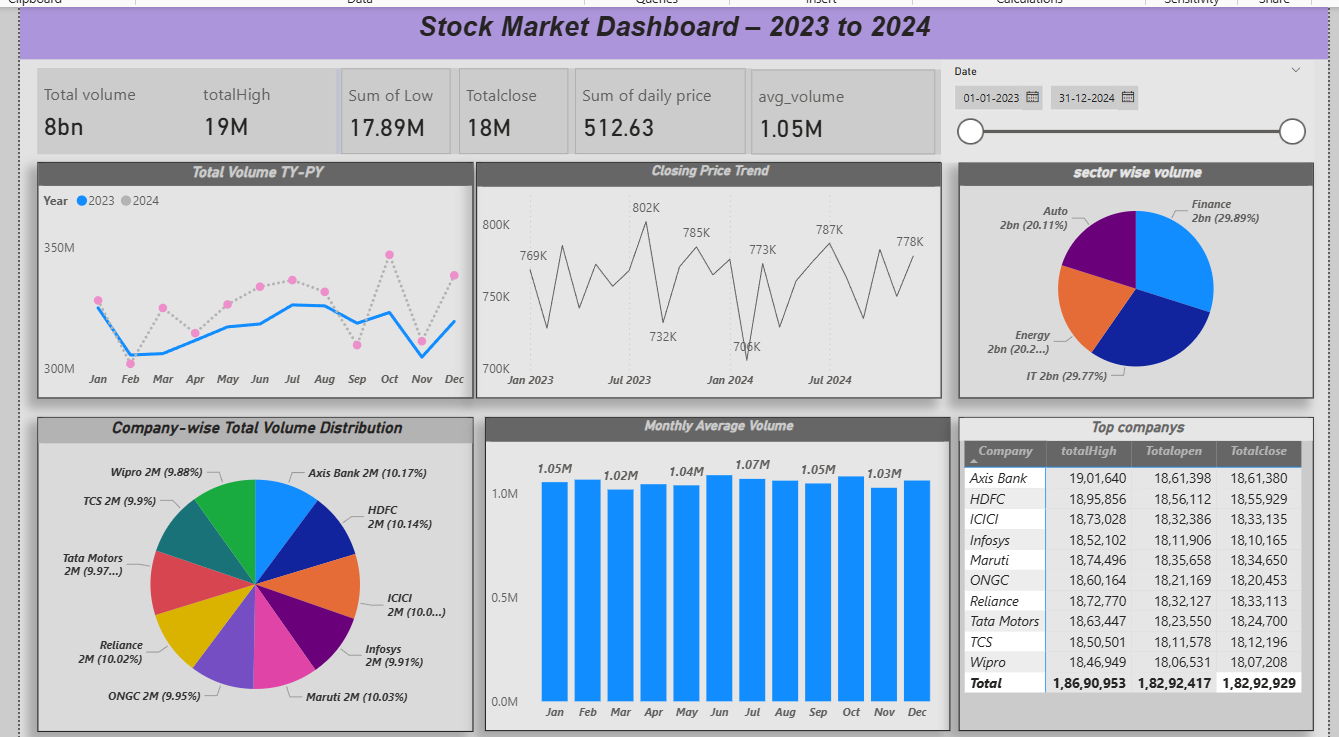 Clipboard Data Queries Insert Calculations Sensitivity Share
Stock Market Dashboard – 2023 to 2024
Total volume
8bn
totalHigh
19M
Sum of Low
17.89M
Totalclose
18M
Sum of daily price
512.63
avg_volume
1.05M
Date
01-01-2023 31-12-2024
Total Volume TY-PY
Year 2023 2024
350M
300M
Jan Feb Mar Apr May Jun Jul Aug Sep Oct Nov Dec
Closing Price Trend
800K
750K
700K
769K
802K
732K
785K
706K
773K
787K
778K
Jan 2023 Jul 2023 Jan 2024 Jul 2024
sector wise volume
Finance
2bn (29.89%)
IT 2bn (29.77%)
Energy
2bn (20.2...)
Auto
2bn (20.11%)
Company-wise Total Volume Distribution
Axis Bank 2M (10.17%)
HDFC
2M (10.14%)
ICICI
2M (10.0...)
Infosys
2M (9.91%)
Maruti 2M (10.03%)
ONGC 2M (9.95%)
Reliance
2M (10.02%)
Tata Motors
2M (9.97...)
TCS 2M (9.9%)
Wipro 2M (9.88%)
Monthly Average Volume
1.0M
0.5M
0.0M
1.05M 1.02M 1.04M 1.07M 1.05M 1.03M
Jan Feb Mar Apr May Jun Jul Aug Sep Oct Nov Dec
Top companys
Company totalHigh Totalopen Totalclose
Axis Bank 19,01,640 18,61,398 18,61,380
HDFC 18,95,856 18,56,112 18,55,929
ICICI 18,73,028 18,32,386 18,33,135
Infosys 18,52,102 18,11,906 18,10,165
Maruti 18,74,496 18,35,658 18,34,650
ONGC 18,60,164 18,21,169 18,20,453
Reliance 18,72,770 18,32,127 18,33,113
Tata Motors 18,63,447 18,23,550 18,24,700
TCS 18,50,501 18,11,578 18,12,196
Wipro 18,46,949 18,06,531 18,07,208
Total 1,86,90,953 1,82,92,417 1,82,92,929